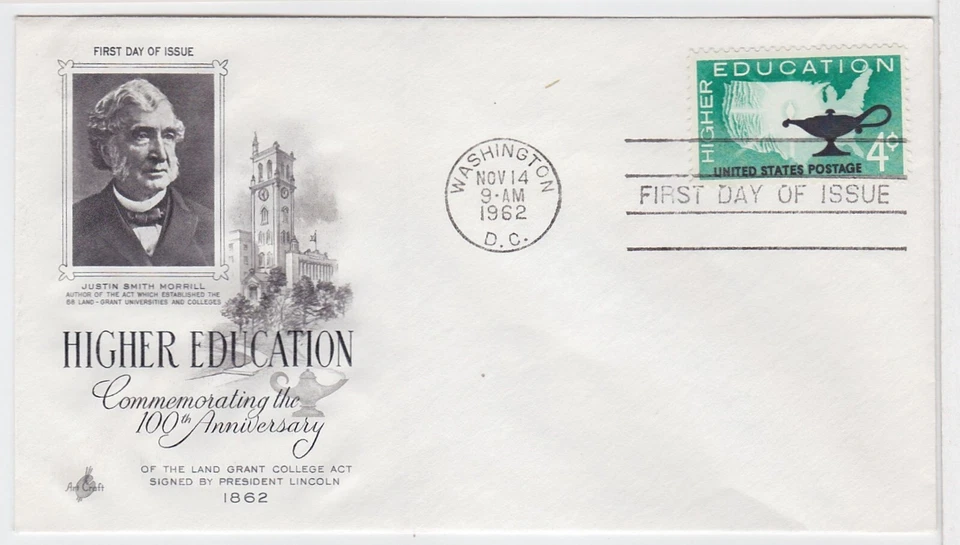 FIRST DAY OF ISSUE
JUSTIN SMITH MORRILL
AUTHOR OF THE ACT WHICH ESTABLISHED THE
68 LAND-GRANT UNIVERSITIES AND COLLEGES
HIGHER EDUCATION
Commemorating the
100th Anniversary
OF THE LAND GRANT COLLEGE ACT
SIGNED BY PRESIDENT LINCOLN
1862
Art Craft
WASHINGTON
NOV 14
9-AM
1962
D.C.
HIGHER EDUCATION
4¢
UNITED STATES POSTAGE
FIRST DAY OF ISSUE